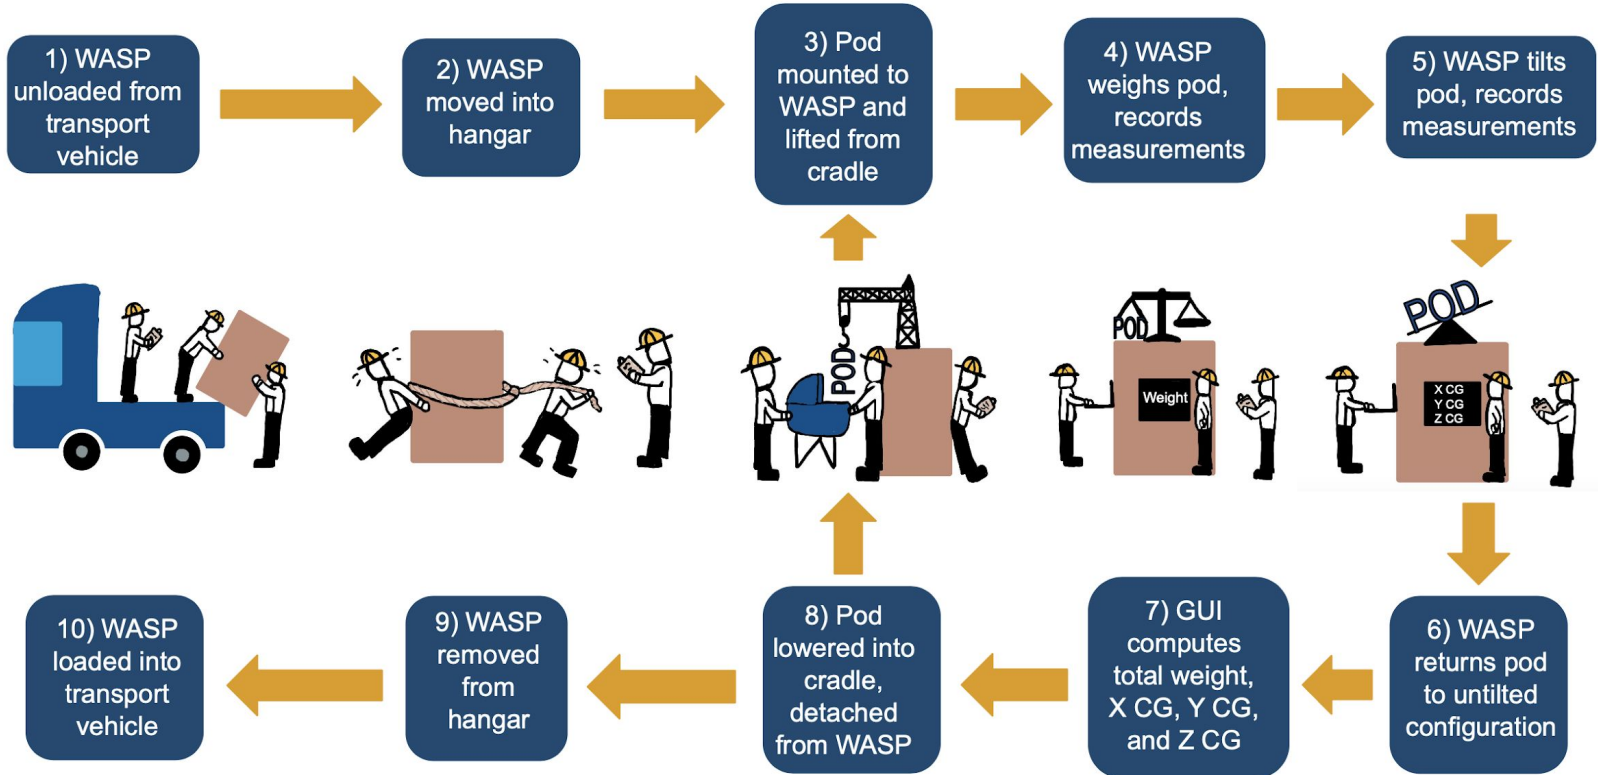 1) WASP
unloaded from
transport
vehicle
2) WASP
moved into
hangar
3) Pod
mounted to
WASP and
lifted from
cradle
4) WASP
weighs pod,
records
measurements
5) WASP tilts
pod, records
measurements
POD
POD
Weight
POD
X CG
Y CG
Z CG
10) WASP
loaded into
transport
vehicle
9) WASP
removed
from
hangar
8) Pod
lowered into
cradle,
detached
from WASP
7) GUI
computes
total weight,
X CG, Y CG,
and Z CG
6) WASP
returns pod
to untilted
configuration